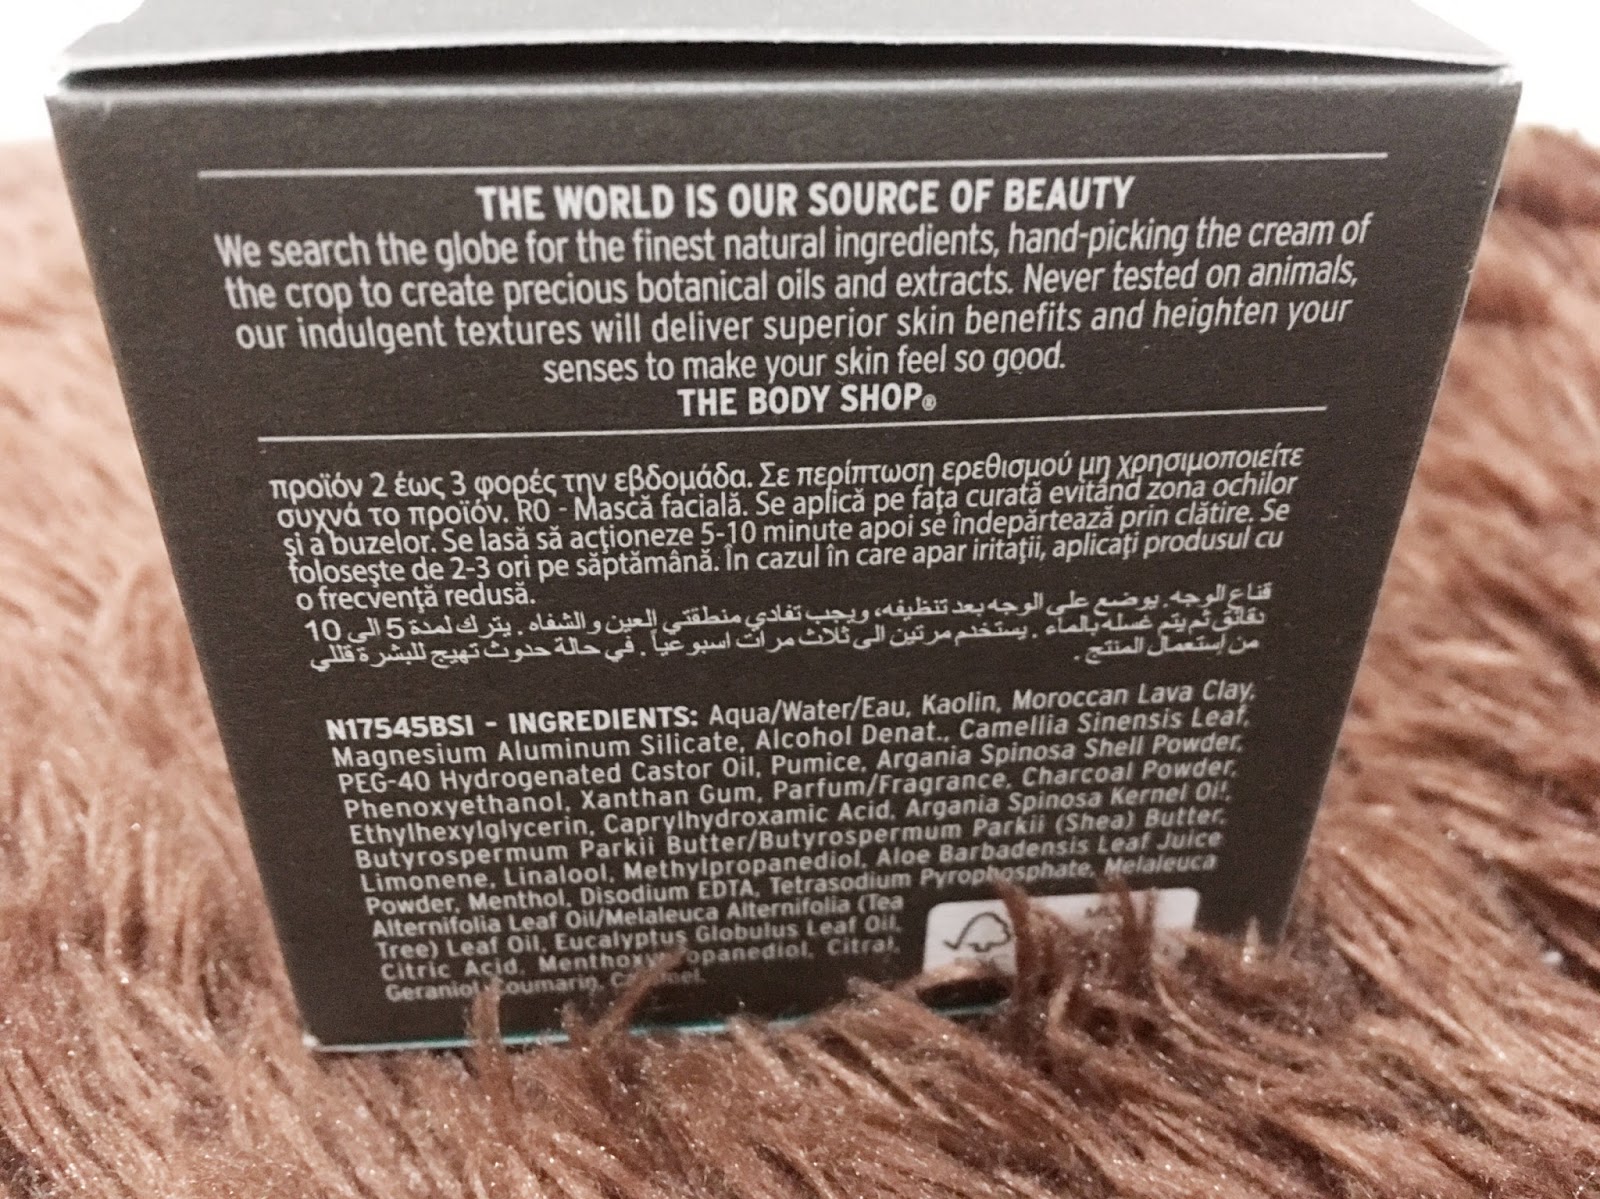 THE WORLD IS OUR SOURCE OF BEAUTY
We search the globe for the finest natural ingredients, hand-picking the cream of
the crop to create precious botanical oils and extracts. Never tested on animals,
our indulgent textures will deliver superior skin benefits and heighten your
senses to make your skin feel so good.
THE BODY SHOP®
προϊόν 2 έως 3 φορές την εβδομάδα. Σε περίπτωση ερεθισμού μη χρησιμοποιείτε
συχνά το προϊόν. RO - Mască facială. Se aplică pe fața curată evitând zona ochilor
și a buzelor. Se lasă să acționeze 5-10 minute apoi se îndepărtează prin clătire. Se
folosește de 2-3 ori pe săptămână. În cazul în care apar iritații, aplicați produsul cu
o frecvență redusă.
قناع الوجه. يوضع على الوجه بعد تنظيفه، ويجب تفادي منطقتي العين والشفاه. يترك لمدة 5 الى 10
دقائق ثم يتم غسله بالماء. يستخدم مرتين الى ثلاث مرات اسبوعياً. في حالة حدوث تهيج للبشرة قللي
من إستعمال المنتج.
N17545BSI - INGREDIENTS: Aqua/Water/Eau, Kaolin, Moroccan Lava Clay,
Magnesium Aluminum Silicate, Alcohol Denat., Camellia Sinensis Leaf,
PEG-40 Hydrogenated Castor Oil, Pumice, Argania Spinosa Shell Powder,
Phenoxyethanol, Xanthan Gum, Parfum/Fragrance, Charcoal Powder,
Ethylhexylglycerin, Caprylhydroxamic Acid, Argania Spinosa Kernel Oil,
Butyrospermum Parkii Butter/Butyrospermum Parkii (Shea) Butter,
Limonene, Linalool, Methylpropanediol, Aloe Barbadensis Leaf Juice
Powder, Menthol, Disodium EDTA, Tetrasodium Pyrophosphate, Melaleuca
Alternifolia Leaf Oil/Melaleuca Alternifolia (Tea
Tree) Leaf Oil, Eucalyptus Globulus Leaf Oil,
Citric Acid, Citral,
Geraniol, Coumarin,